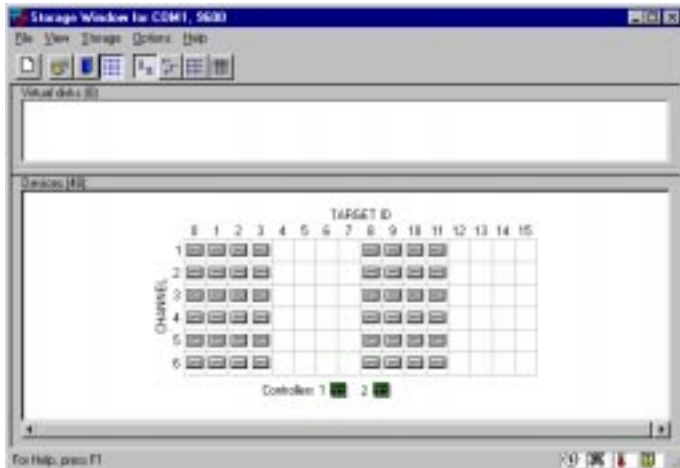 Storage Window for COM1, 9600
File View Storage Options Help
Virtual disks (0)
Devices (48)
TARGET ID
0 1 2 3 4 5 6 7 8 9 10 11 12 13 14 15
CHANNEL
1
2
3
4
5
6
Controllers 1 2
For Help, press F1